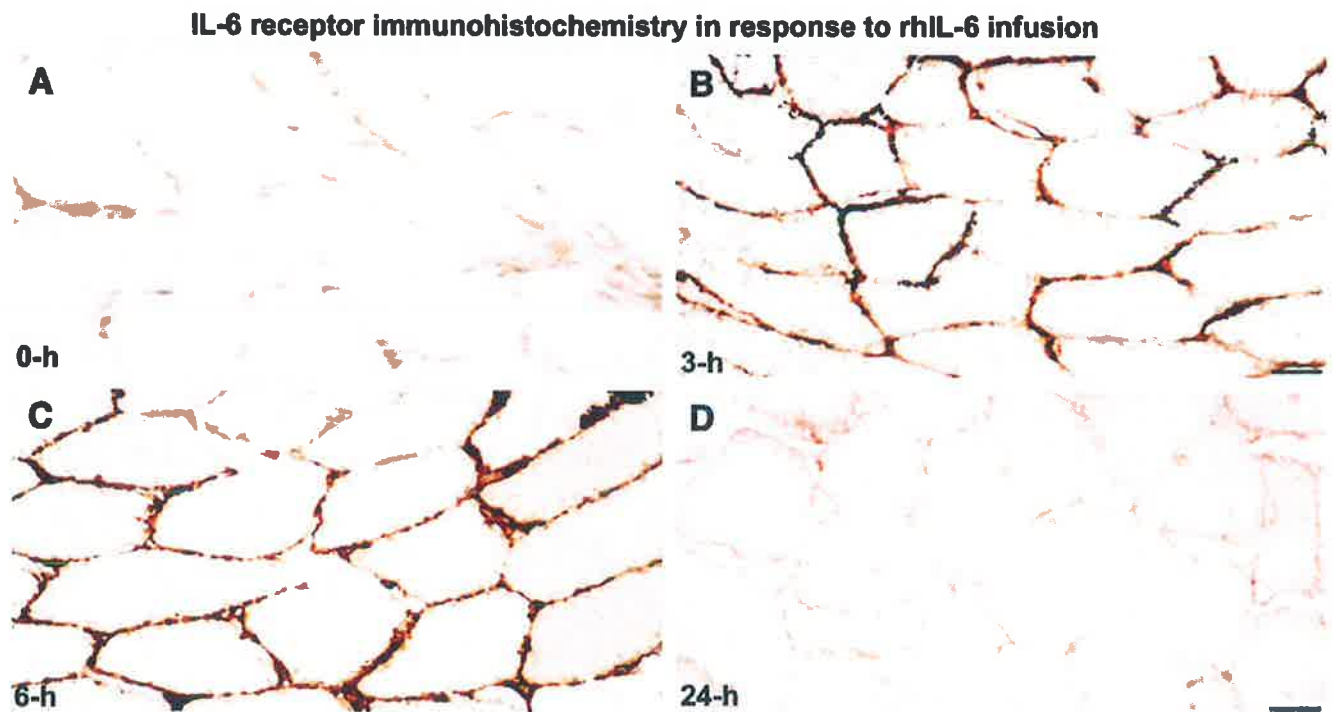 IL-6 receptor immunohistochemistry in response to rhIL-6 infusion
A
B
0-h
3-h
C
D
6-h
24-h